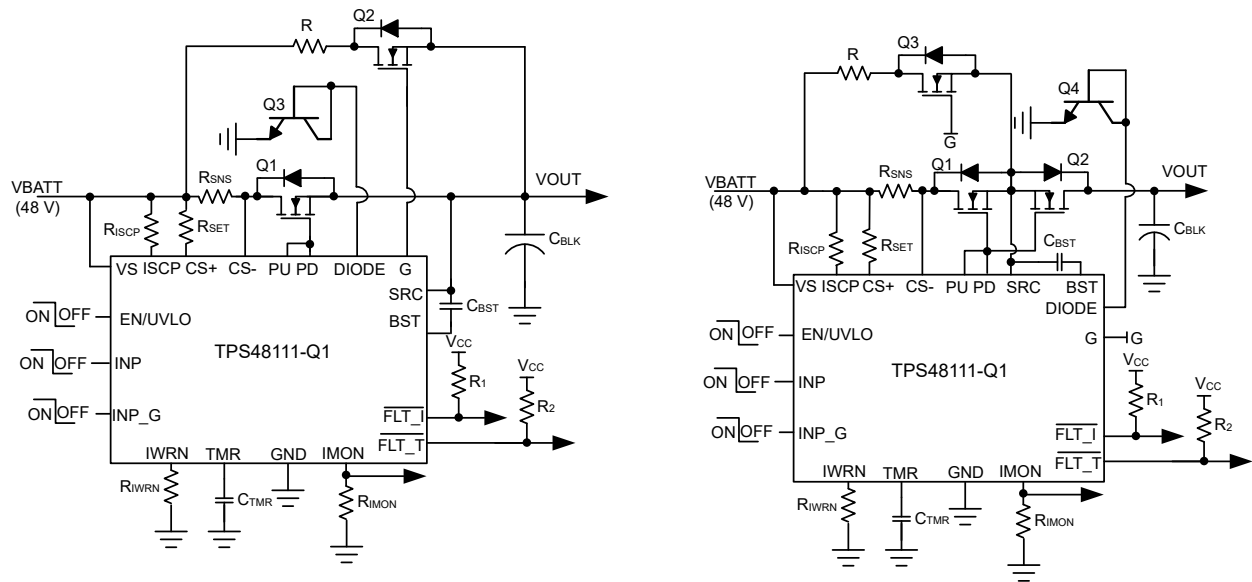 R
Q2
Q3
RSNS
Q1
VBATT
(48 V)
VOUT
RISCP
RSET
CBLK
VS ISCP CS+ CS- PU PD DIODE G
SRC
CBST
BST
ON OFF EN/UVLO
TPS48111-Q1
VCC
ON OFF INP
R1
VCC
R2
ON OFF INP_G
FLT_I
FLT_T
IWRN TMR GND IMON
RIWRN
CTMR
RIMON
R
Q3
G
Q4
RSNS
Q1
Q2
VBATT
(48 V)
VOUT
RISCP
RSET
CBST
CBLK
VS ISCP CS+ CS- PU PD SRC BST
DIODE
ON OFF EN/UVLO
G G
TPS48111-Q1
VCC
ON OFF INP
R1
VCC
R2
ON OFF INP_G
FLT_I
FLT_T
IWRN TMR GND IMON
RIWRN
CTMR
RIMON